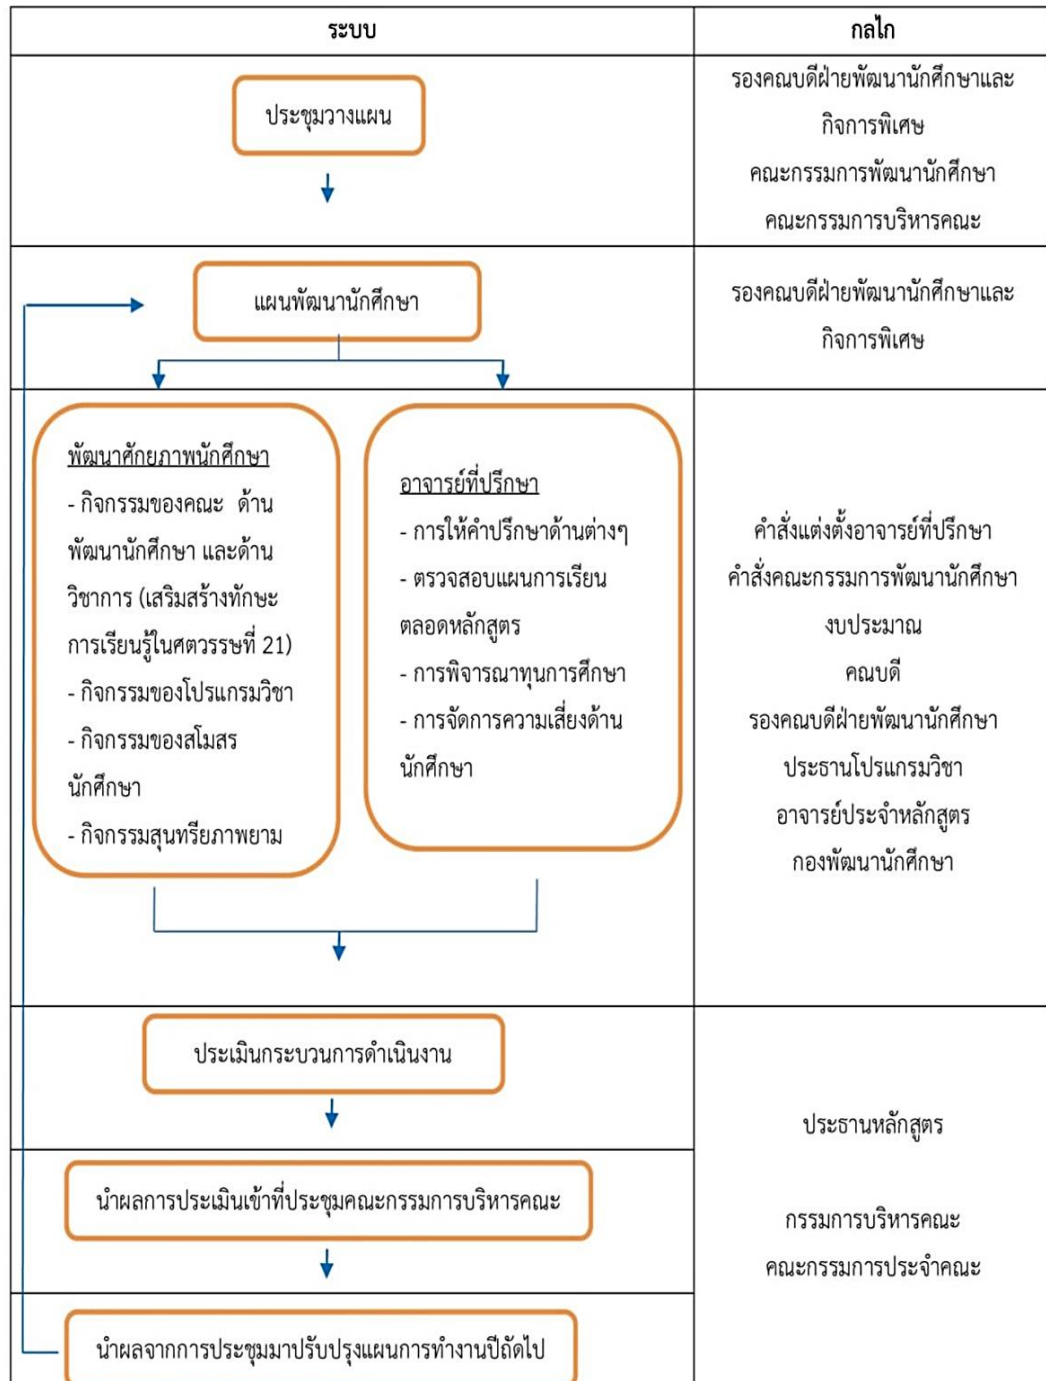 ระบบ
กลไก
ประชุมวางแผน
รองคณบดีฝ่ายพัฒนานักศึกษาและ
กิจการพิเศษ
คณะกรรมการพัฒนานักศึกษา
คณะกรรมการบริหารคณะ
แผนพัฒนานักศึกษา
รองคณบดีฝ่ายพัฒนานักศึกษาและ
กิจการพิเศษ
พัฒนาศักยภาพนักศึกษา
- กิจกรรมของคณะ ด้าน
พัฒนานักศึกษา และด้าน
วิชาการ (เสริมสร้างทักษะ
การเรียนรู้ในศตวรรษที่ 21)
- กิจกรรมของโปรแกรมวิชา
- กิจกรรมของสโมสร
นักศึกษา
- กิจกรรมสุนทรียภาพยาม
อาจารย์ที่ปรึกษา
- การให้คำปรึกษาด้านต่างๆ
- ตรวจสอบแผนการเรียน
ตลอดหลักสูตร
- การพิจารณาทุนการศึกษา
- การจัดการความเสี่ยงด้าน
นักศึกษา
คำสั่งแต่งตั้งอาจารย์ที่ปรึกษา
คำสั่งคณะกรรมการพัฒนานักศึกษา
งบประมาณ
คณบดี
รองคณบดีฝ่ายพัฒนานักศึกษา
ประธานโปรแกรมวิชา
อาจารย์ประจำหลักสูตร
กองพัฒนานักศึกษา
ประเมินกระบวนการดำเนินงาน
นำผลการประเมินเข้าที่ประชุมคณะกรรมการบริหารคณะ
นำผลจากการประชุมมาปรับปรุงแผนการทำงานปีถัดไป
ประธานหลักสูตร
กรรมการบริหารคณะ
คณะกรรมการประจำคณะ